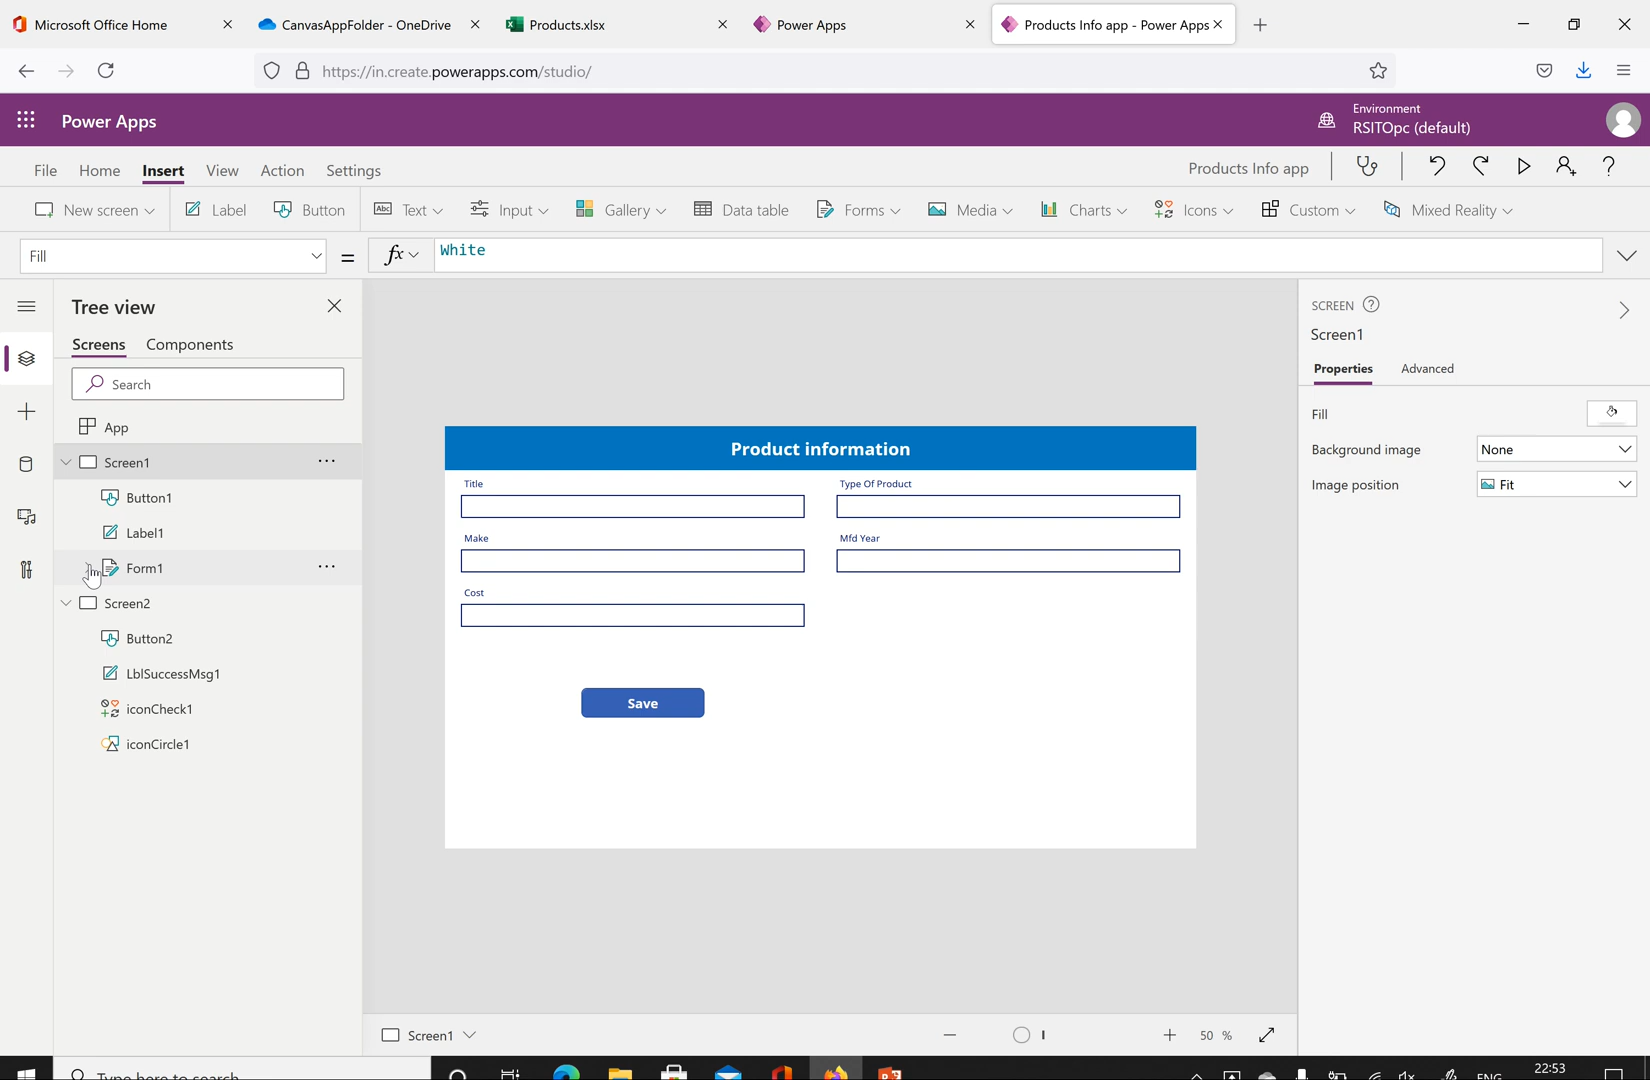 Microsoft Office Home
CanvasAppFolder - OneDrive
Products.xlsx
Power Apps
Products Info app - Power Apps
https://in.create.powerapps.com/studio/
Power Apps
Environment
RSITOpc (default)
File Home Insert View Action Settings
Products Info app
New screen
Label
Button
Abc Text
Input
Gallery
Data table
Forms
Media
Charts
Icons
Custom
Mixed Reality
Fill
=
fx
White
Tree view
Screens Components
Search
App
Screen1
Button1
Label1
Form1
Screen2
Button2
LblSuccessMsg1
iconCheck1
iconCircle1
Product information
Title
Type Of Product
Make
Mfd Year
Cost
Save
Screen1
50 %
SCREEN
Screen1
Properties Advanced
Fill
Background image None
Image position Fit
Type here to search
ENG
22:53